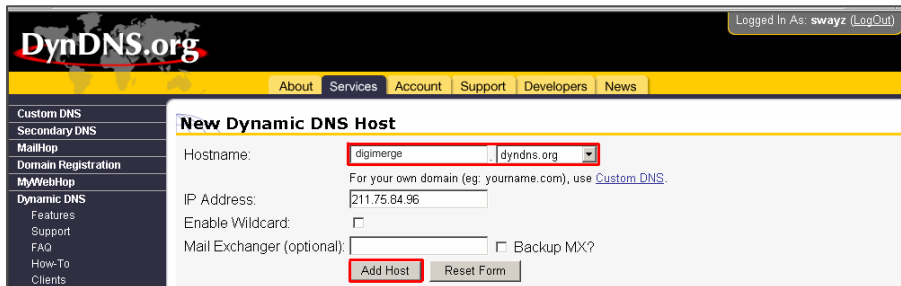 Logged In As: swayz (LogOut)
DynDNS.org
About Services Account Support Developers News
Custom DNS
Secondary DNS
MailHop
Domain Registration
MyWebHop
Dynamic DNS
Features
Support
FAQ
How-To
Clients
New Dynamic DNS Host
Hostname: digimerge . dyndns.org
For your own domain (eg: yourname.com), use Custom DNS.
IP Address: 211.75.84.96
Enable Wildcard:
Mail Exchanger (optional): Backup MX?
Add Host Reset Form